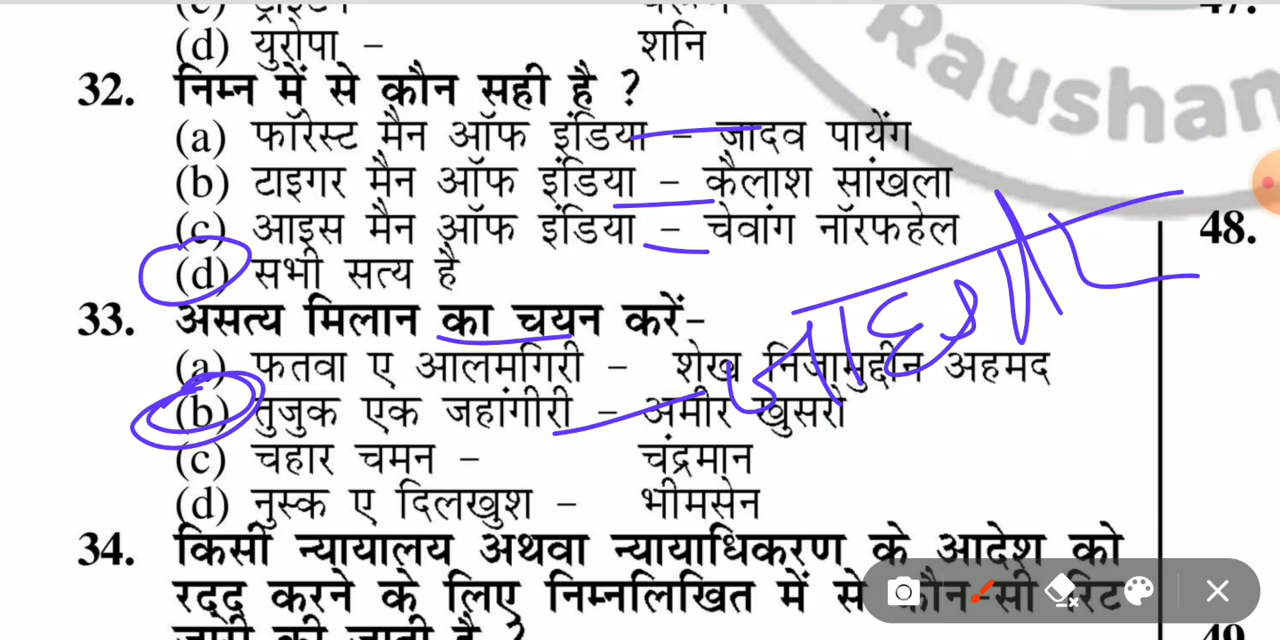 (d) युरोपा – शनि
32. निम्न में से कौन सही है ?
(a) फॉरेस्ट मैन ऑफ इंडिया – जादव पायेंग
(b) टाइगर मैन ऑफ इंडिया – कैलाश सांखला
(c) आइस मैन ऑफ इंडिया – चेवांग नॉरफहेल
(d) सभी सत्य है
33. असत्य मिलान का चयन करें-
(a) फतवा ए आलमगिरी – शेख निजामुद्दीन अहमद
(b) तुजुक एक जहांगीरी – अमीर खुसरो
(c) चहार चमन – चंद्रमान
(d) नुस्क ए दिलखुश – भीमसेन
34. किसी न्यायालय अथवा न्यायाधिकरण के आदेश को
रद्द करने के लिए निम्नलिखित में से कौन-सी रिट
Raushan
48.